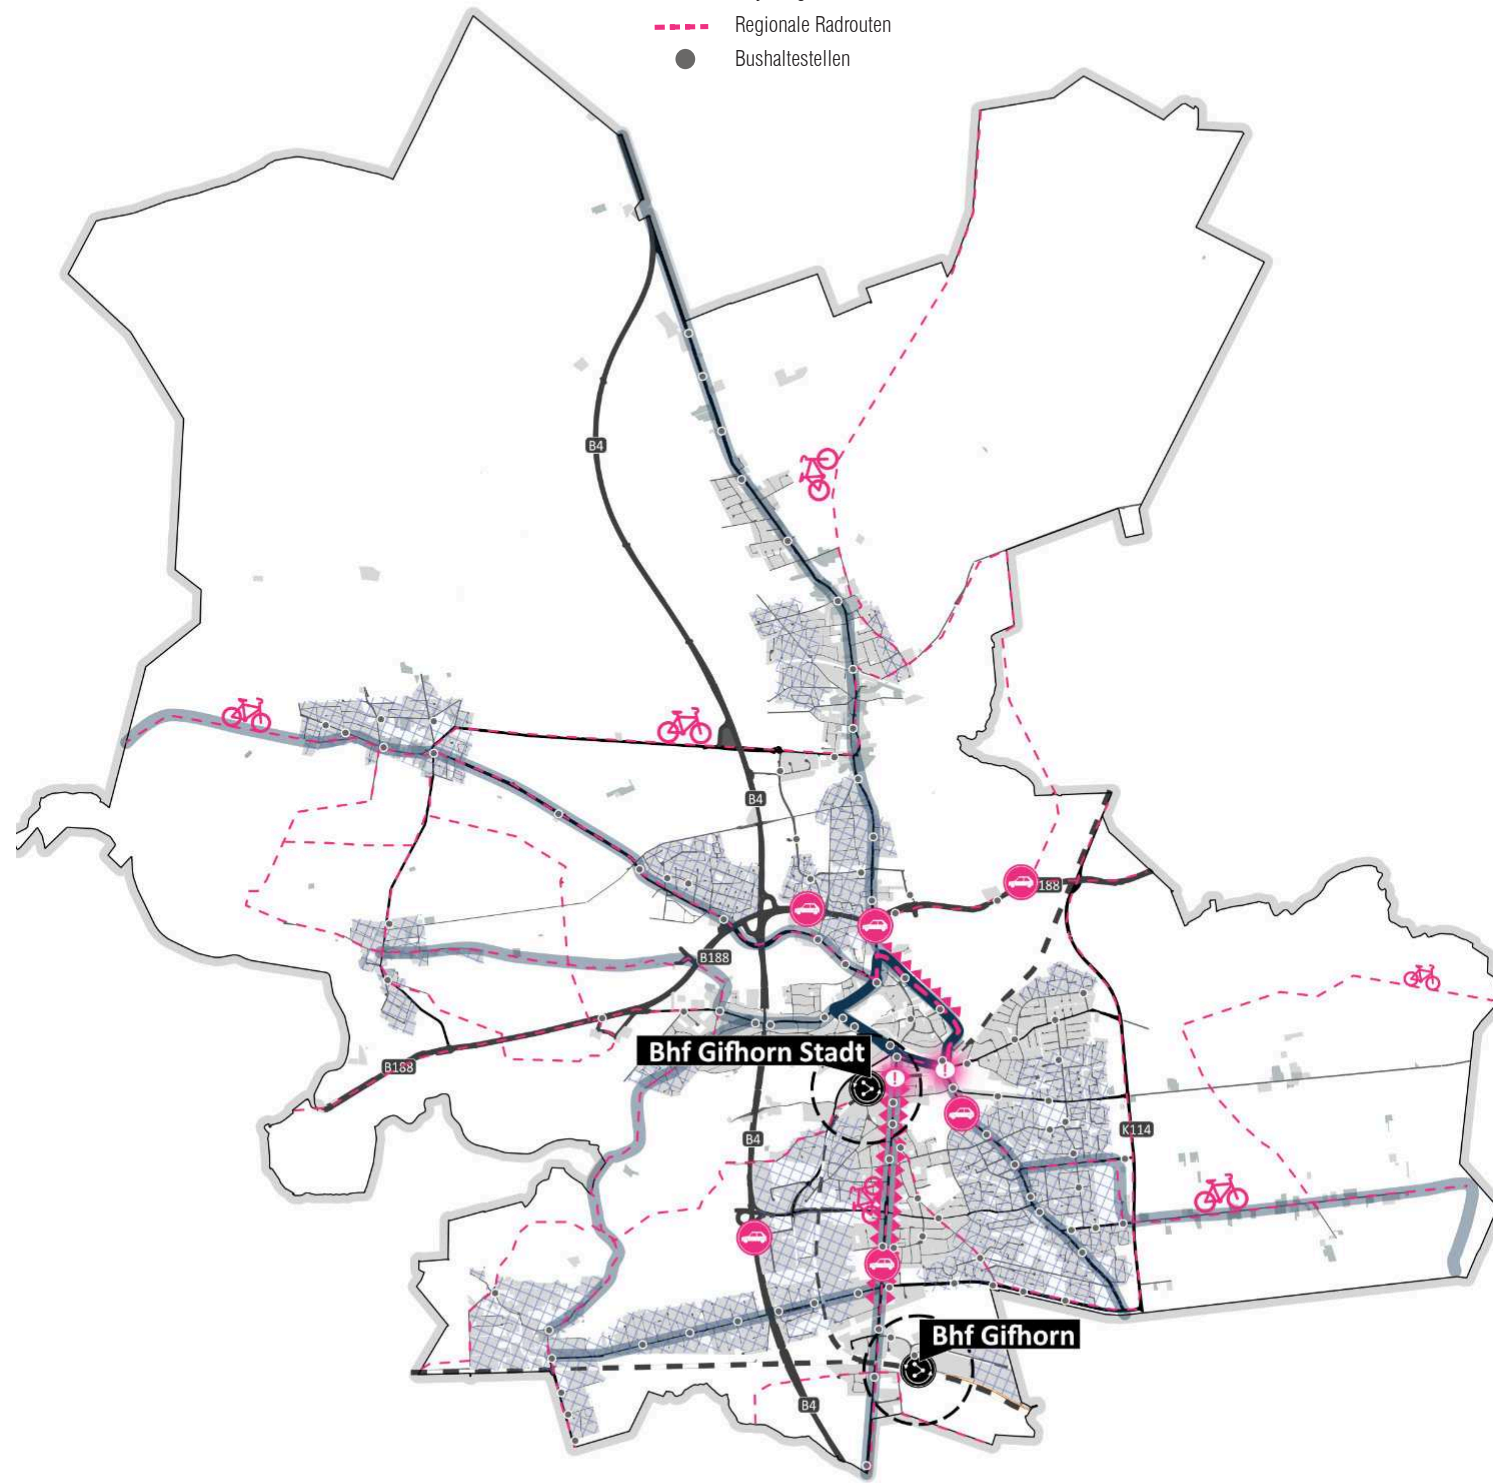 Regionale Radrouten
Bushaltestellen
B4
B4
188
B188
Bhf Gifhorn Stadt
!
!
B188
B4
K114
Bhf Gifhorn
B4